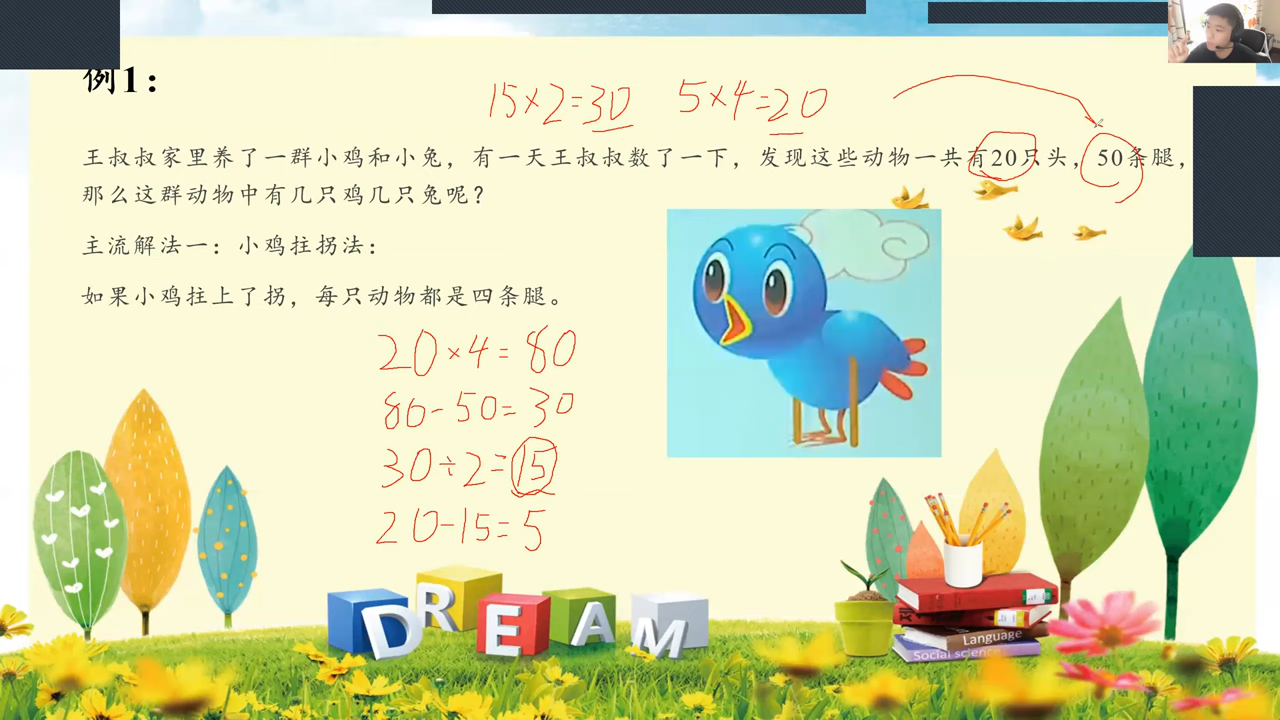 例1：
15×2=30 5×4=20
王叔叔家里养了一群小鸡和小兔，有一天王叔叔数了一下，发现这些动物一共有20只头，50条腿，
那么这群动物中有几只鸡几只兔呢？
主流解法一：小鸡拄拐法：
如果小鸡拄上了拐，每只动物都是四条腿。
20×4=80
80-50=30
30÷2=15
20-15=5
DREAM
Language
Social scien